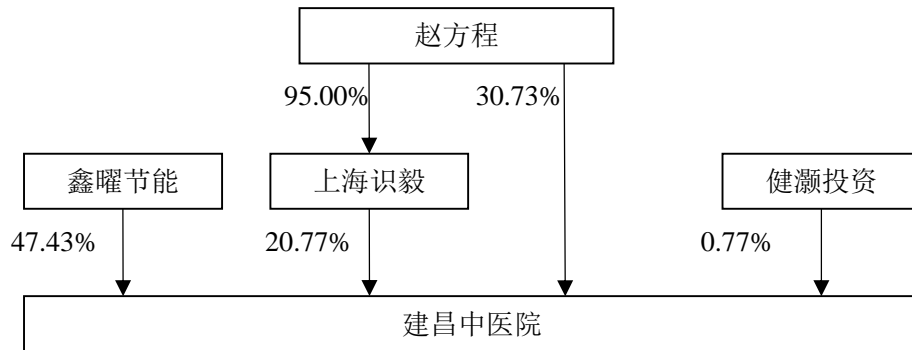 赵方程
95.00%
30.73%
鑫曜节能
上海识毅
健灏投资
47.43%
20.77%
0.77%
建昌中医院